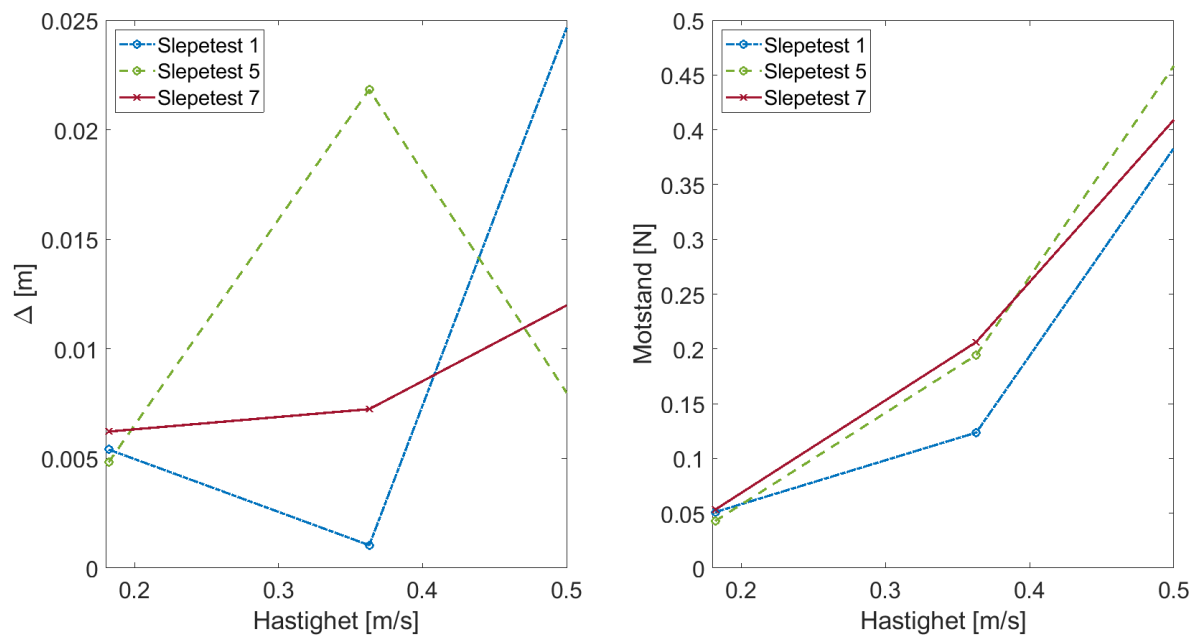 Slepetest 1
Slepetest 5
Slepetest 7
0.025
0.02
0.015
0.01
0.005
0
Δ [m]
0.2 0.3 0.4 0.5
Hastighet [m/s]
Slepetest 1
Slepetest 5
Slepetest 7
0.5
0.45
0.4
0.35
0.3
0.25
0.2
0.15
0.1
0.05
0
Motstand [N]
0.2 0.3 0.4 0.5
Hastighet [m/s]